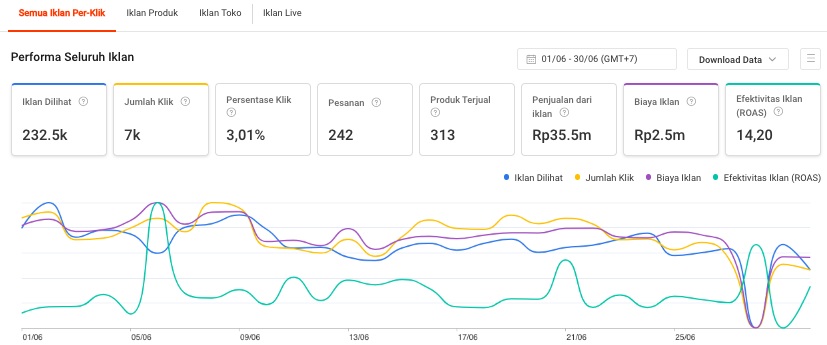 Semua Iklan Per-Klik Iklan Produk Iklan Toko Iklan Live
Performa Seluruh Iklan
01/06 - 30/06 (GMT+7)
Download Data
Iklan Dilihat ?
232.5k
Jumlah Klik ?
7k
Persentase Klik ?
3,01%
Pesanan ?
242
Produk Terjual ?
313
Penjualan dari
iklan ?
Rp35.5m
Biaya Iklan ?
Rp2.5m
Efektivitas Iklan
(ROAS) ?
14,20
Iklan Dilihat Jumlah Klik Biaya Iklan Efektivitas Iklan (ROAS)
01/06 05/06 09/06 13/06 17/06 21/06 25/06